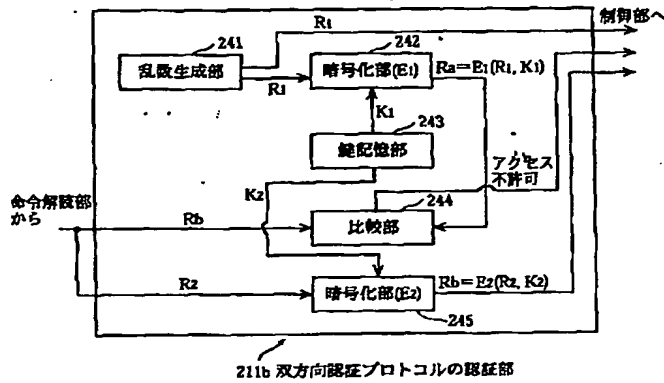 制御部へ
R1
241
乱数生成部
R1
242
暗号化部(E1)
Ra=E1(R1, K1)
K1
243
鍵記憶部
K2
アクセス
不許可
命令解読部
から
Rb
244
比較部
R2
暗号化部(E2)
Rb=E2(R2, K2)
245
211b 双方向認証プロトコルの認証部